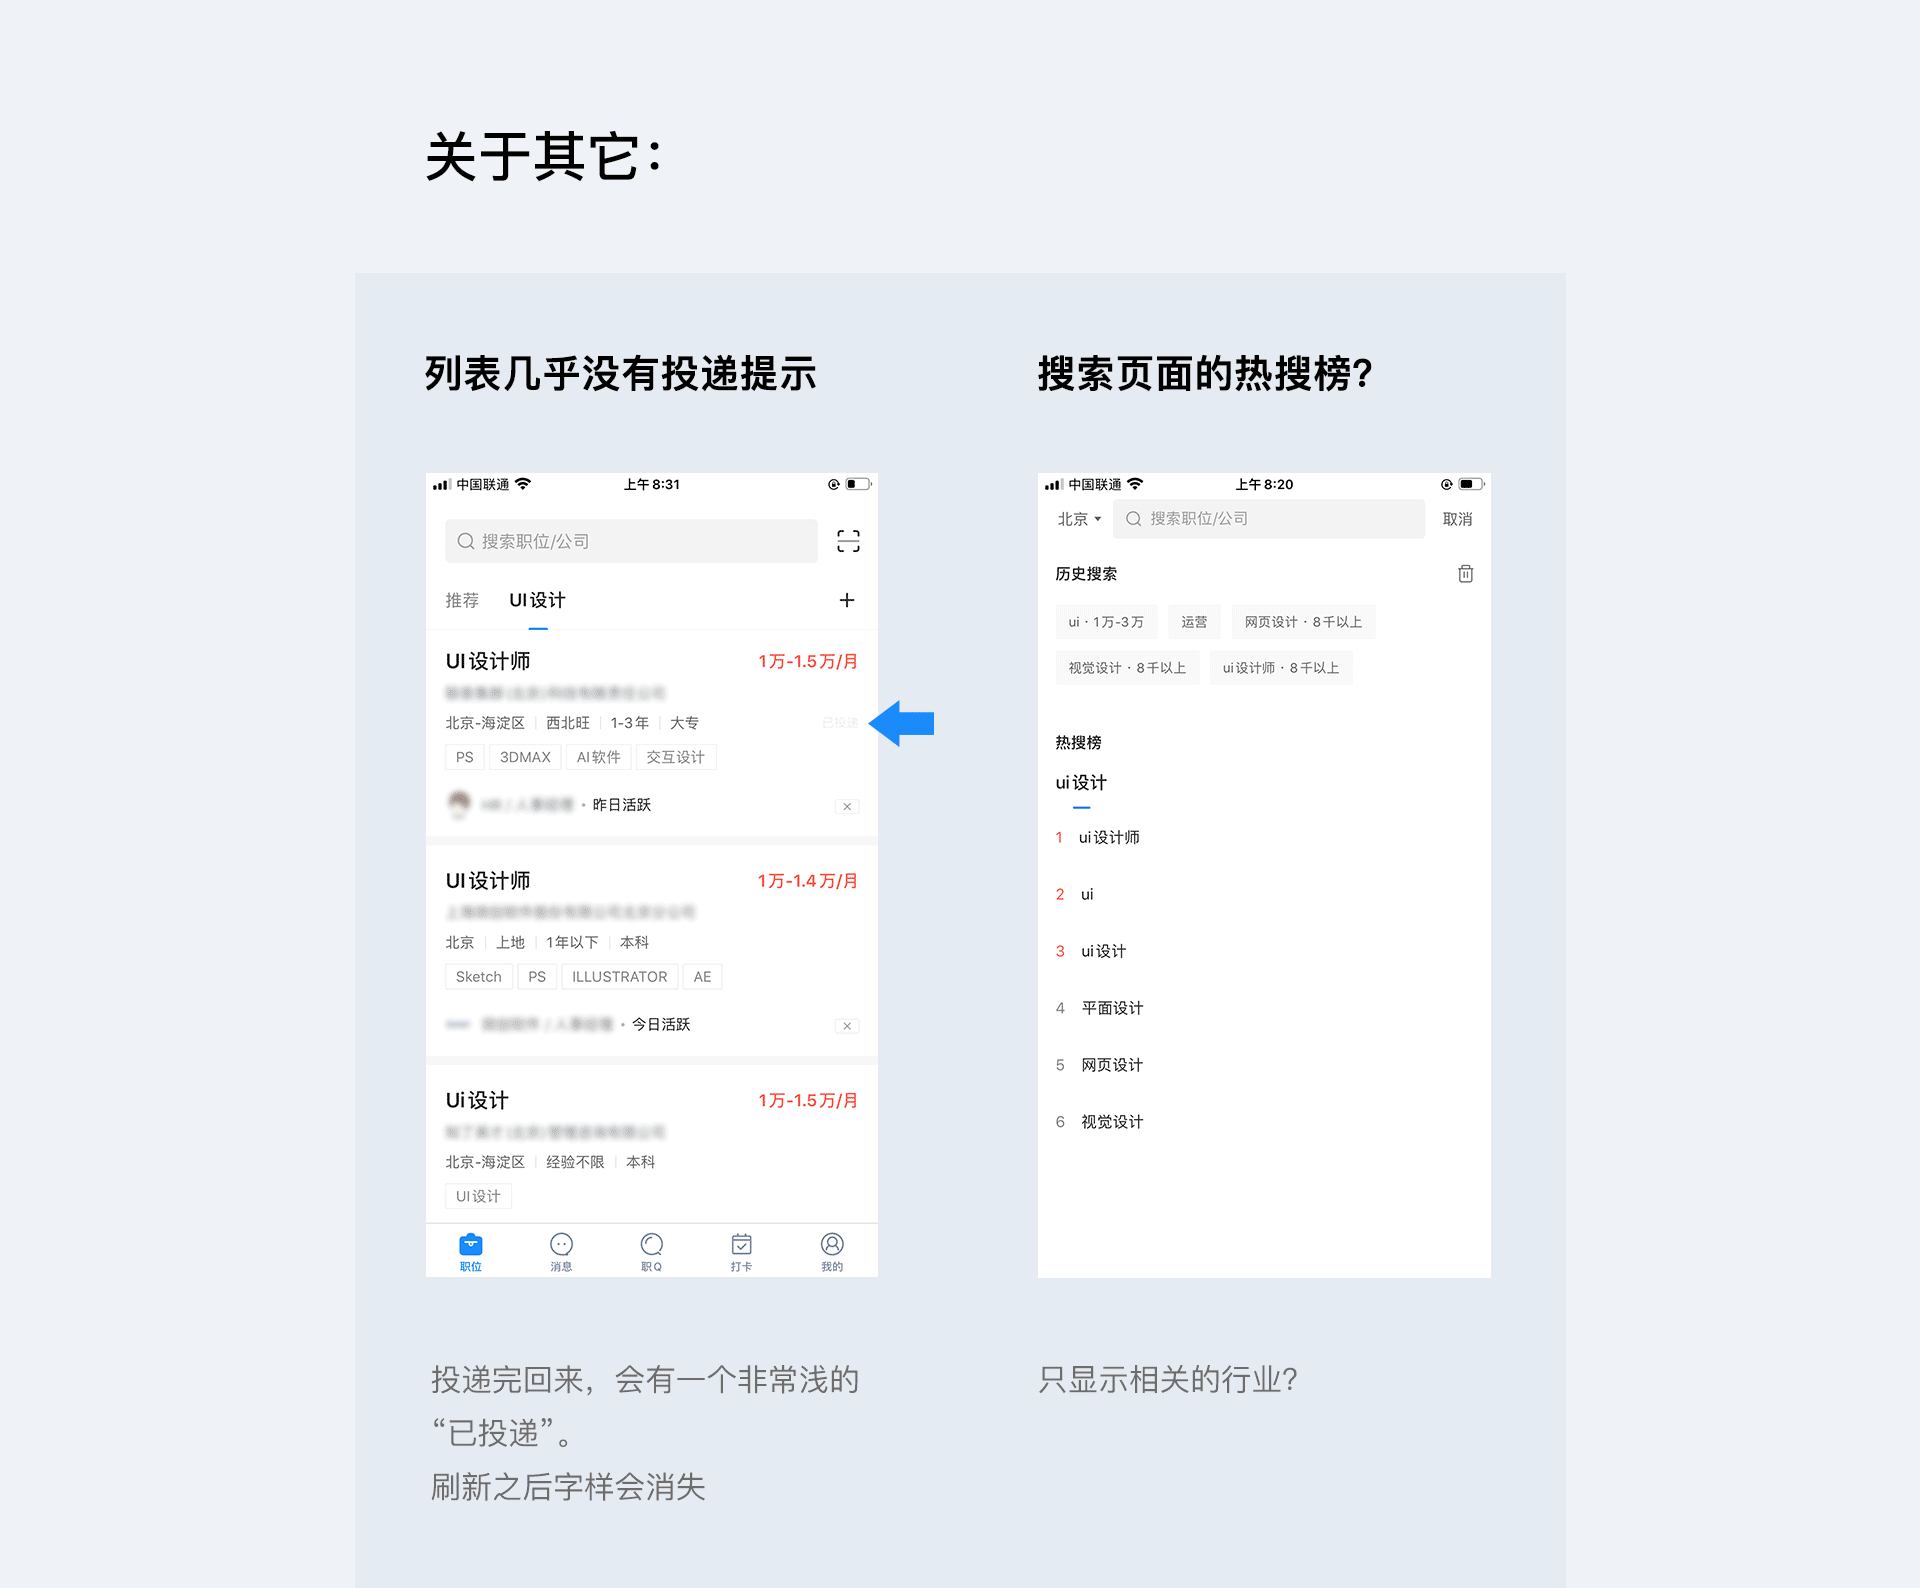 关于其它：
列表几乎没有投递提示
中国联通
上午 8:31
搜索职位/公司
推荐
UI设计
UI设计师
1万-1.5万/月
北京-海淀区 西北旺 1-3年 大专
已投递
PS 3DMAX AI软件 交互设计
昨日活跃
UI设计师
1万-1.4万/月
北京 上地 1年以下 本科
Sketch PS ILLUSTRATOR AE
今日活跃
Ui设计
1万-1.5万/月
北京-海淀区 经验不限 本科
UI设计
职位 消息 职Q 打卡 我的
投递完回来，会有一个非常浅的
“已投递”。
刷新之后字样会消失
搜索页面的热搜榜?
中国联通
上午 8:20
北京
搜索职位/公司
取消
历史搜索
ui · 1万-3万 运营 网页设计 · 8千以上
视觉设计 · 8千以上 ui设计师 · 8千以上
热搜榜
ui设计
1 ui设计师
2 ui
3 ui设计
4 平面设计
5 网页设计
6 视觉设计
只显示相关的行业?